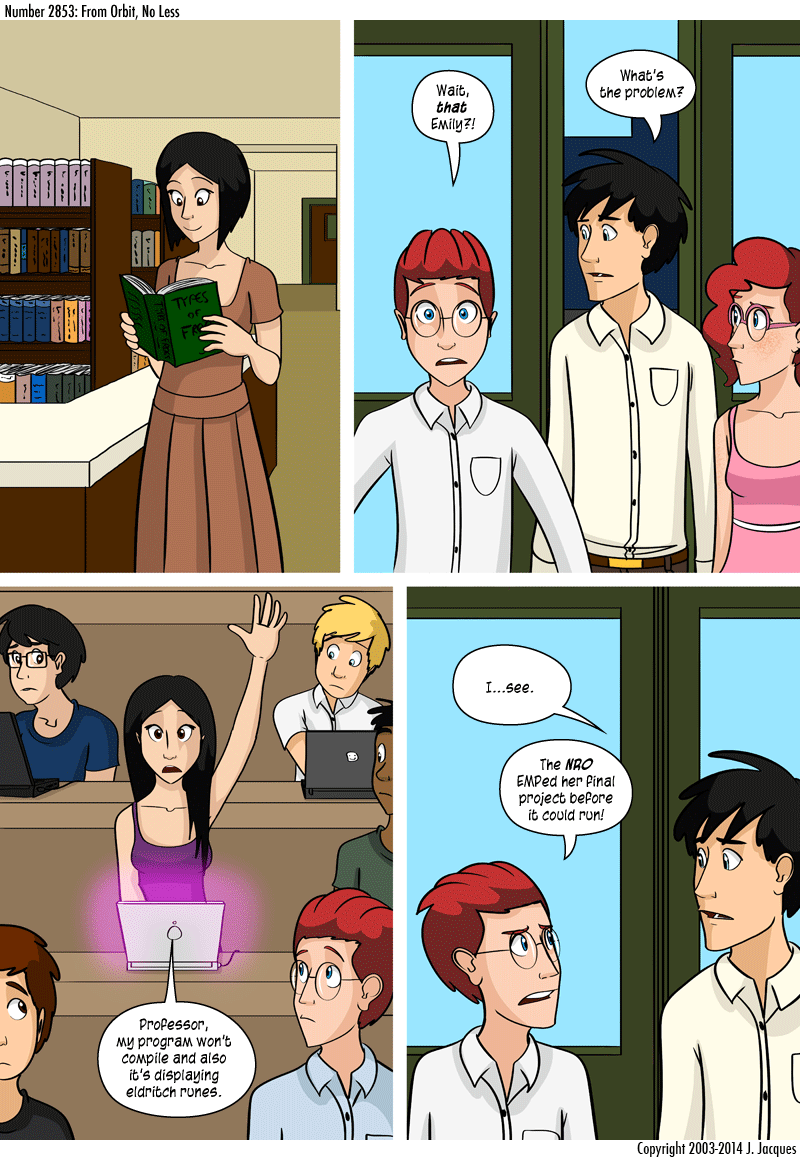 Number 2853: From Orbit, No Less
TYPES
OF
Wait,
that
Emily?!
What's
the problem?
Professor,
my program won't
compile and also
it's displaying
eldritch runes.
I...see.
The NRO
EMPed her final
project before
it could run!
Copyright 2003-2014 J. Jacques